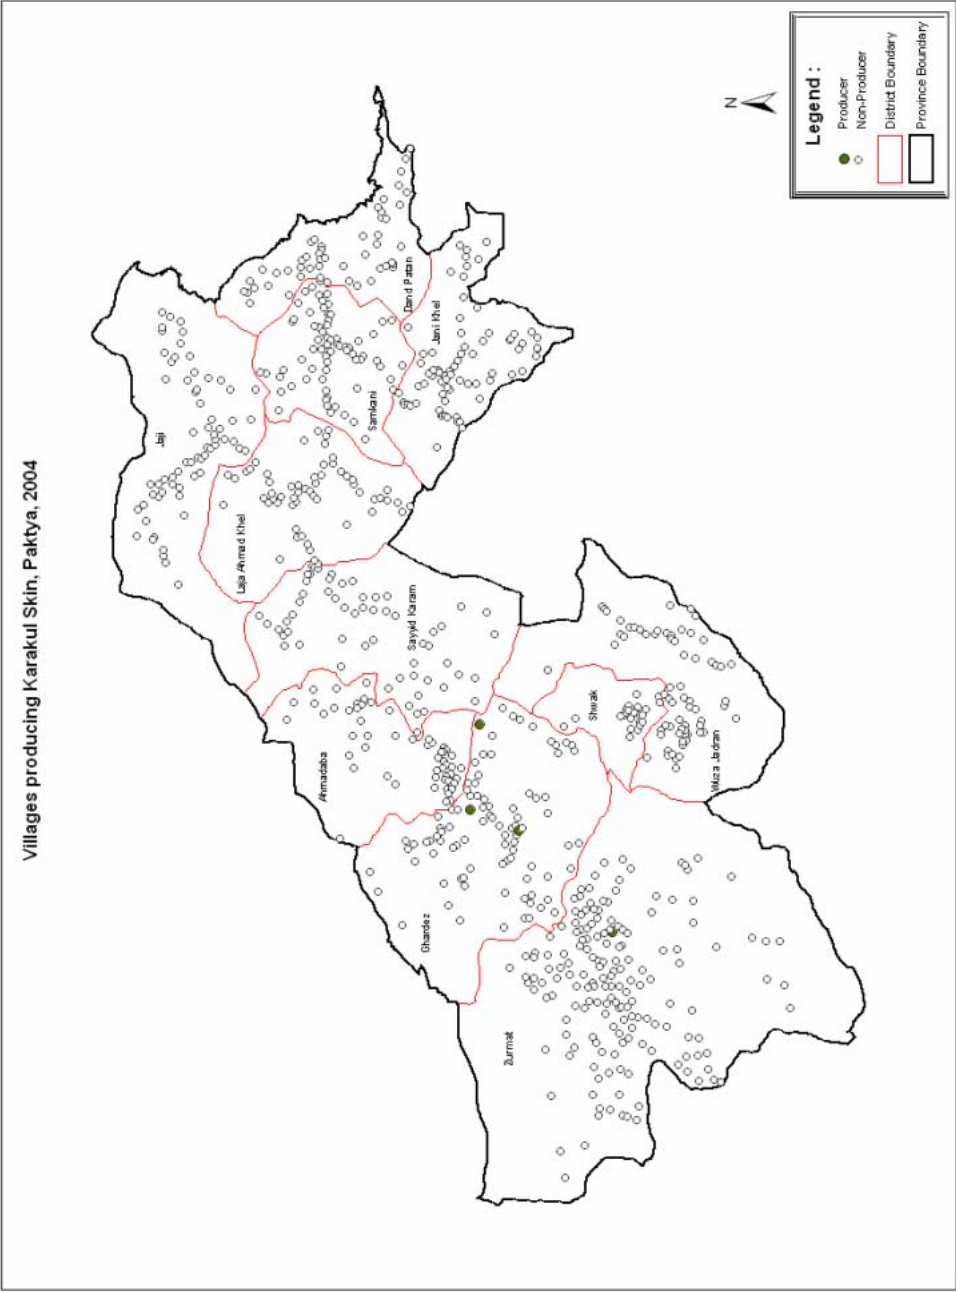 Villages producing Karakul Skin, Paktya, 2004
N
Legend :
Producer
Non-Producer
District Boundary
Province Boundary
Jaji
Laja Ahmad Khel
Samkani
Dand Patan
Jani Khel
Sayyid Karam
Ahmadaba
Shwak
Wuza Jadran
Ghardez
Zurmat